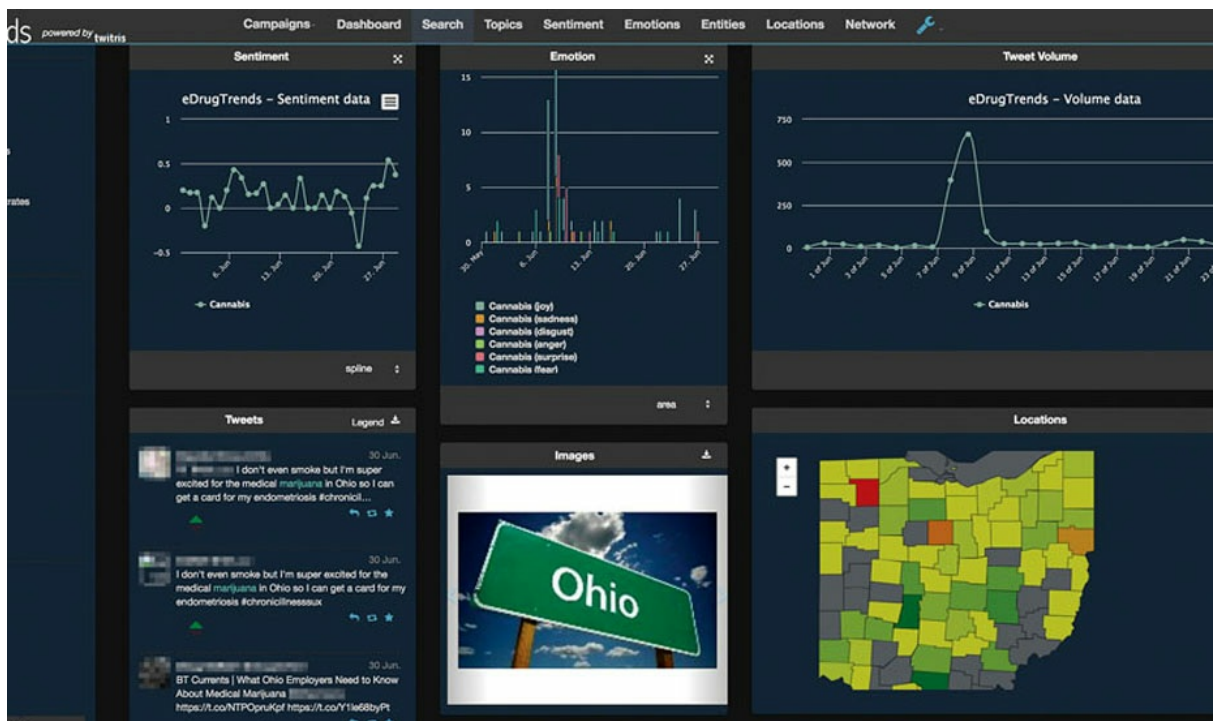 ds powered by twitris
Campaigns Dashboard Search Topics Sentiment Emotions Entities Locations Network
rates
Sentiment
eDrugTrends – Sentiment data
1
0.5
0
-0.5
6. Jun 13. Jun 20. Jun 27. Jun
Cannabis
spline
Emotion
15
10
5
0
30. May 6. Jun 13. Jun 20. Jun 27. Jun
Cannabis (joy)
Cannabis (sadness)
Cannabis (disgust)
Cannabis (anger)
Cannabis (surprise)
Cannabis (fear)
area
Tweet Volume
eDrugTrends – Volume data
750
500
250
0
1 of Jun 3 of Jun 5 of Jun 7 of Jun 9 of Jun 11 of Jun 13 of Jun 15 of Jun 17 of Jun 19 of Jun 21 of Jun 23
Cannabis
Tweets Legend
30 Jun.
I don't even smoke but I'm super
excited for the medical marijuana in Ohio so I can
get a card for my endometriosis #chronicil...
30 Jun.
I don't even smoke but I'm super excited for the
medical marijuana in Ohio so I can get a card for my
endometriosis #chronicillnesssux
30 Jun.
BT Currents | What Ohio Employers Need to Know
About Medical Marijuana
https://t.co/NTPOpruKpf https://t.co/Y1le68byPt
Images
Ohio
Locations
+
−